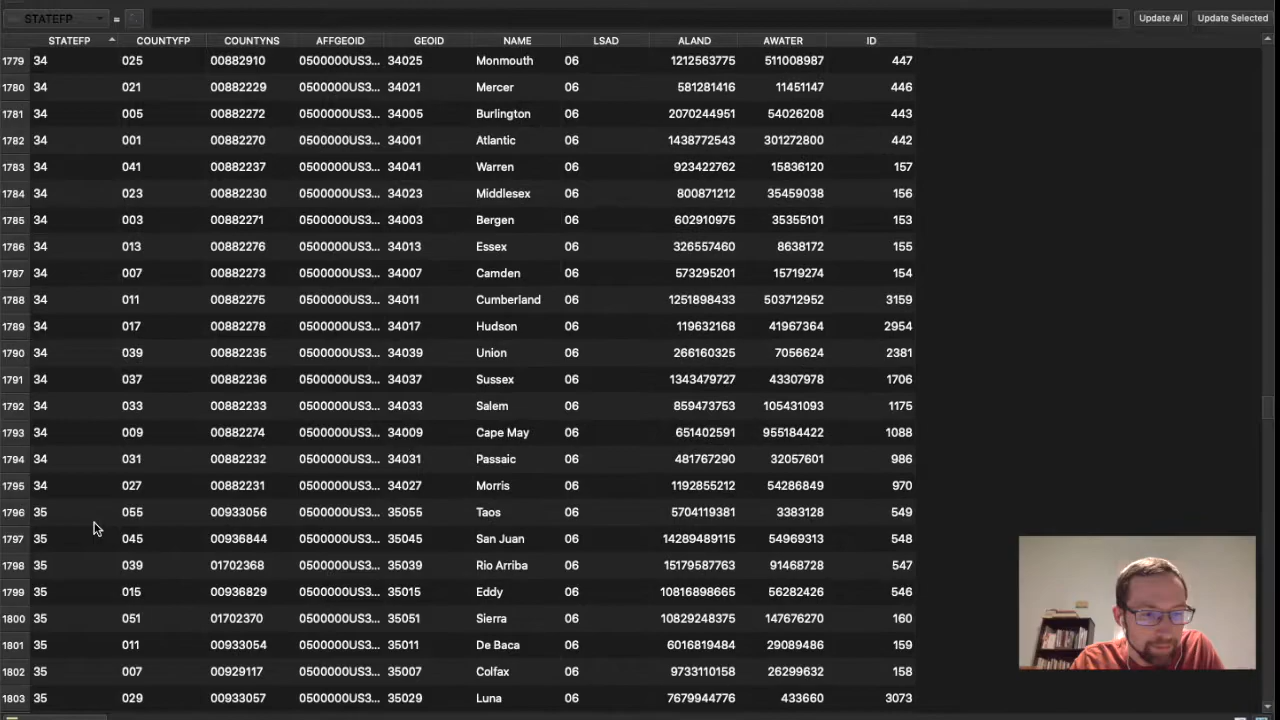 STATEFP = Update All Update Selected
STATEFP COUNTYFP COUNTYNS AFFGEOID GEOID NAME LSAD ALAND AWATER ID
1779 34 025 00882910 0500000US3... 34025 Monmouth 06 1212563775 511008987 447
1780 34 021 00882229 0500000US3... 34021 Mercer 06 581281416 11451147 446
1781 34 005 00882272 0500000US3... 34005 Burlington 06 2070244951 54026208 443
1782 34 001 00882270 0500000US3... 34001 Atlantic 06 1438772543 301272800 442
1783 34 041 00882237 0500000US3... 34041 Warren 06 923422762 15836120 157
1784 34 023 00882230 0500000US3... 34023 Middlesex 06 800871212 35459038 156
1785 34 003 00882271 0500000US3... 34003 Bergen 06 602910975 35355101 153
1786 34 013 00882276 0500000US3... 34013 Essex 06 326557460 8638172 155
1787 34 007 00882273 0500000US3... 34007 Camden 06 573295201 15719274 154
1788 34 011 00882275 0500000US3... 34011 Cumberland 06 1251898433 503712952 3159
1789 34 017 00882278 0500000US3... 34017 Hudson 06 119632168 41967364 2954
1790 34 039 00882235 0500000US3... 34039 Union 06 266160325 7056624 2381
1791 34 037 00882236 0500000US3... 34037 Sussex 06 1343479727 43307978 1706
1792 34 033 00882233 0500000US3... 34033 Salem 06 859473753 105431093 1175
1793 34 009 00882274 0500000US3... 34009 Cape May 06 651402591 955184422 1088
1794 34 031 00882232 0500000US3... 34031 Passaic 06 481767290 32057601 986
1795 34 027 00882231 0500000US3... 34027 Morris 06 1192855212 54286849 970
1796 35 055 00933056 0500000US3... 35055 Taos 06 5704119381 3383128 549
1797 35 045 00936844 0500000US3... 35045 San Juan 06 14289489115 54969313 548
1798 35 039 01702368 0500000US3... 35039 Rio Arriba 06 15179587763 91468728 547
1799 35 015 00936829 0500000US3... 35015 Eddy 06 10816898665 56282426 546
1800 35 051 01702370 0500000US3... 35051 Sierra 06 10829248375 147676270 160
1801 35 011 00933054 0500000US3... 35011 De Baca 06 6016819484 29089486 159
1802 35 007 00929117 0500000US3... 35007 Colfax 06 9733110158 26299632 158
1803 35 029 00933057 0500000US3... 35029 Luna 06 7679944776 433660 3073